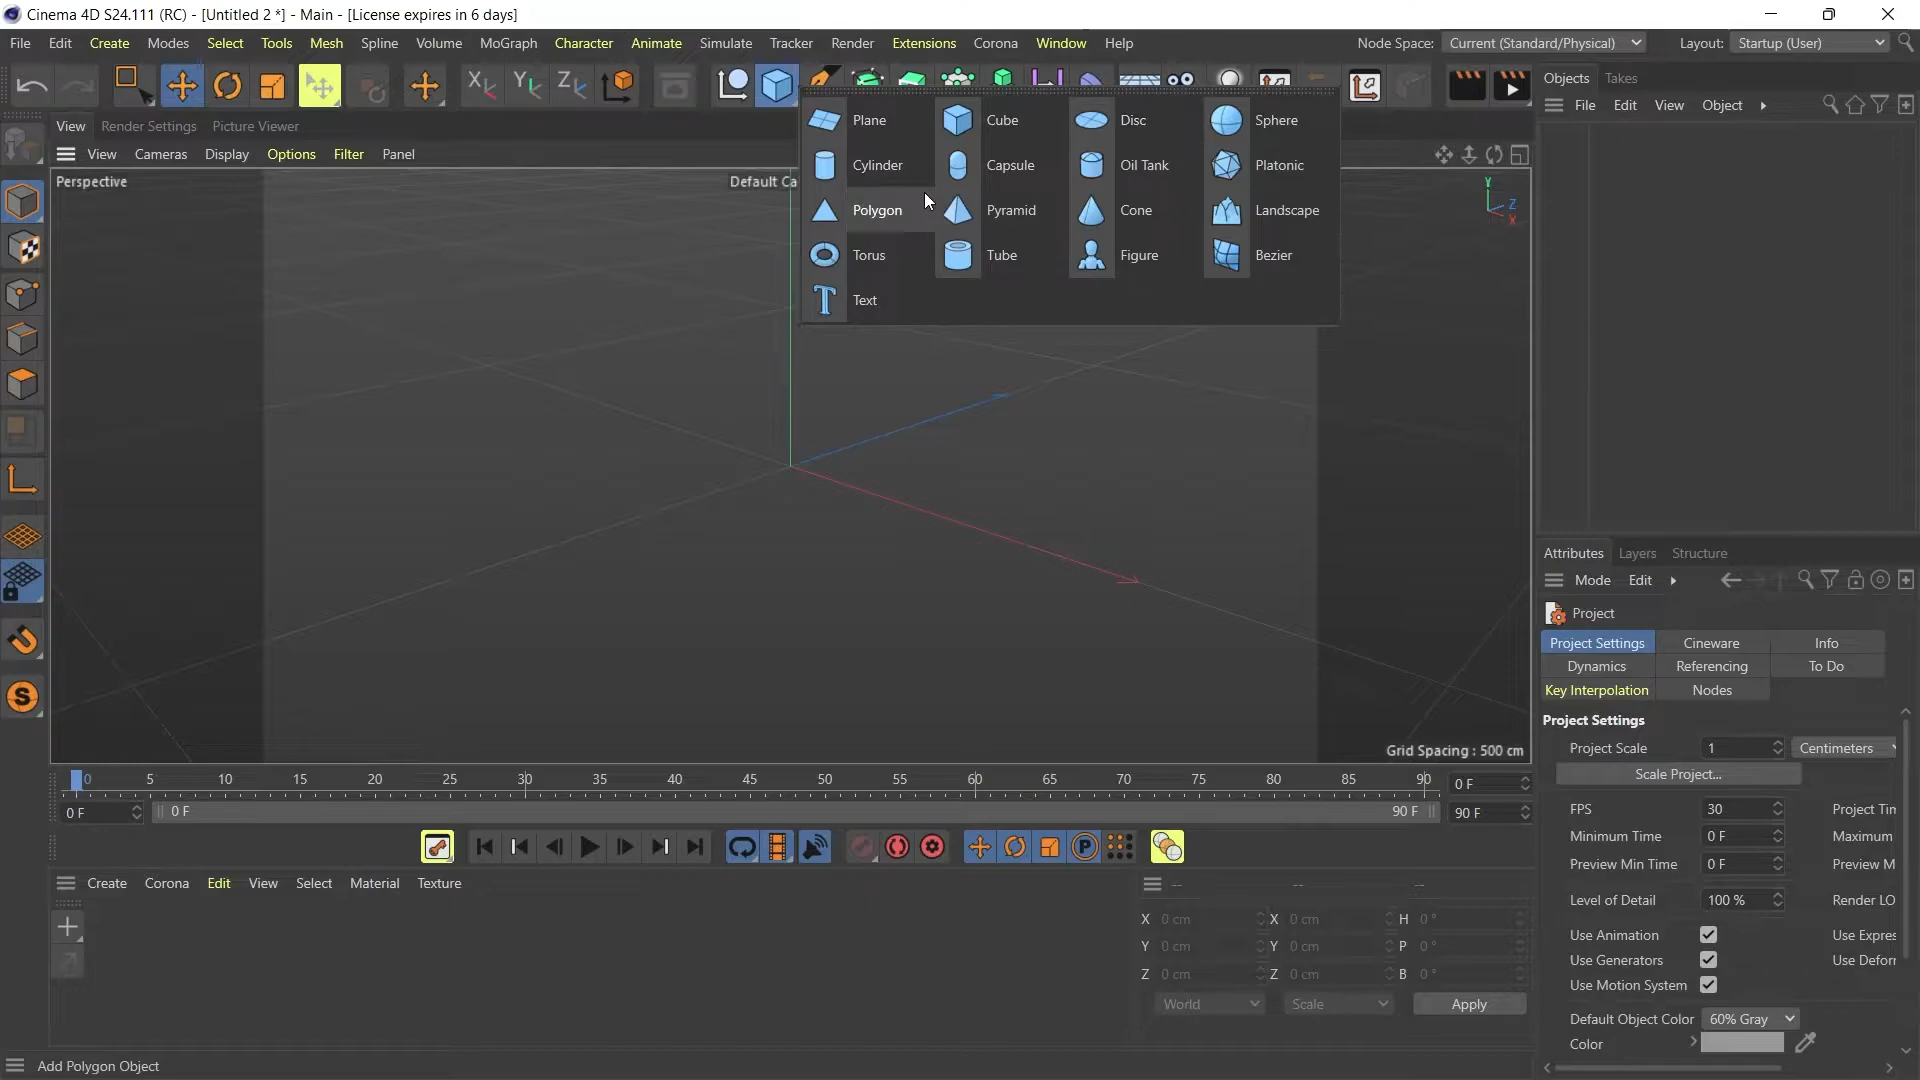 Cinema 4D S24.111 (RC) - [Untitled 2 *] - Main - [License expires in 6 days]
File Edit Create Modes Select Tools Mesh Spline Volume MoGraph Character Animate Simulate Tracker Render Extensions Corona Window Help Node Space: Current (Standard/Physical) Layout: Startup (User)
X Y Z
Objects Takes
File Edit View Object
View Render Settings Picture Viewer
View Cameras Display Options Filter Panel
Perspective
Default Ca
Y
Z
X
Plane Cube Disc Sphere
Cylinder Capsule Oil Tank Platonic
Polygon Pyramid Cone Landscape
Torus Tube Figure Bezier
Text
Grid Spacing : 500 cm
0 5 10 15 20 25 30 35 40 45 50 55 60 65 70 75 80 85 90 0 F
0 F 0 F 90 F 90 F
Create Corona Edit View Select Material Texture
-- -- --
X 0 cm X 0 cm H 0 °
Y 0 cm Y 0 cm P 0 °
Z 0 cm Z 0 cm B 0 °
World Scale Apply
Attributes Layers Structure
Mode Edit
Project
Project Settings Cineware Info
Dynamics Referencing To Do
Key Interpolation Nodes
Project Settings
Project Scale 1 Centimeters
Scale Project...
FPS 30 Project Tim
Minimum Time 0 F Maximum
Preview Min Time 0 F Preview M
Level of Detail 100 % Render LO
Use Animation Use Expres
Use Generators Use Deforr
Use Motion System
Default Object Color 60% Gray
Color
Add Polygon Object